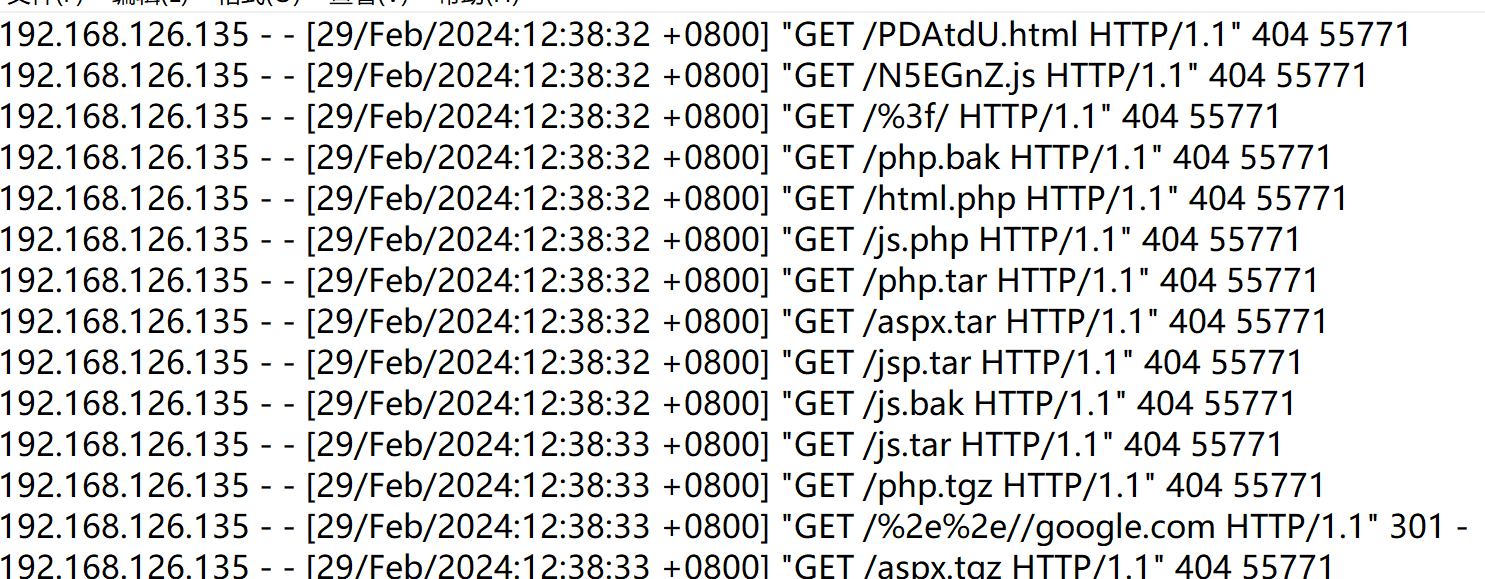 文件(F) 编辑(E) 格式(O) 查看(V) 帮助(H)
192.168.126.135 - - [29/Feb/2024:12:38:32 +0800] "GET /PDAtdU.html HTTP/1.1" 404 55771
192.168.126.135 - - [29/Feb/2024:12:38:32 +0800] "GET /N5EGnZ.js HTTP/1.1" 404 55771
192.168.126.135 - - [29/Feb/2024:12:38:32 +0800] "GET /%3f/ HTTP/1.1" 404 55771
192.168.126.135 - - [29/Feb/2024:12:38:32 +0800] "GET /php.bak HTTP/1.1" 404 55771
192.168.126.135 - - [29/Feb/2024:12:38:32 +0800] "GET /html.php HTTP/1.1" 404 55771
192.168.126.135 - - [29/Feb/2024:12:38:32 +0800] "GET /js.php HTTP/1.1" 404 55771
192.168.126.135 - - [29/Feb/2024:12:38:32 +0800] "GET /php.tar HTTP/1.1" 404 55771
192.168.126.135 - - [29/Feb/2024:12:38:32 +0800] "GET /aspx.tar HTTP/1.1" 404 55771
192.168.126.135 - - [29/Feb/2024:12:38:32 +0800] "GET /jsp.tar HTTP/1.1" 404 55771
192.168.126.135 - - [29/Feb/2024:12:38:32 +0800] "GET /js.bak HTTP/1.1" 404 55771
192.168.126.135 - - [29/Feb/2024:12:38:33 +0800] "GET /js.tar HTTP/1.1" 404 55771
192.168.126.135 - - [29/Feb/2024:12:38:33 +0800] "GET /php.tgz HTTP/1.1" 404 55771
192.168.126.135 - - [29/Feb/2024:12:38:33 +0800] "GET /%2e%2e//google.com HTTP/1.1" 301 -
192.168.126.135 - - [29/Feb/2024:12:38:33 +0800] "GET /aspx.tgz HTTP/1.1" 404 55771